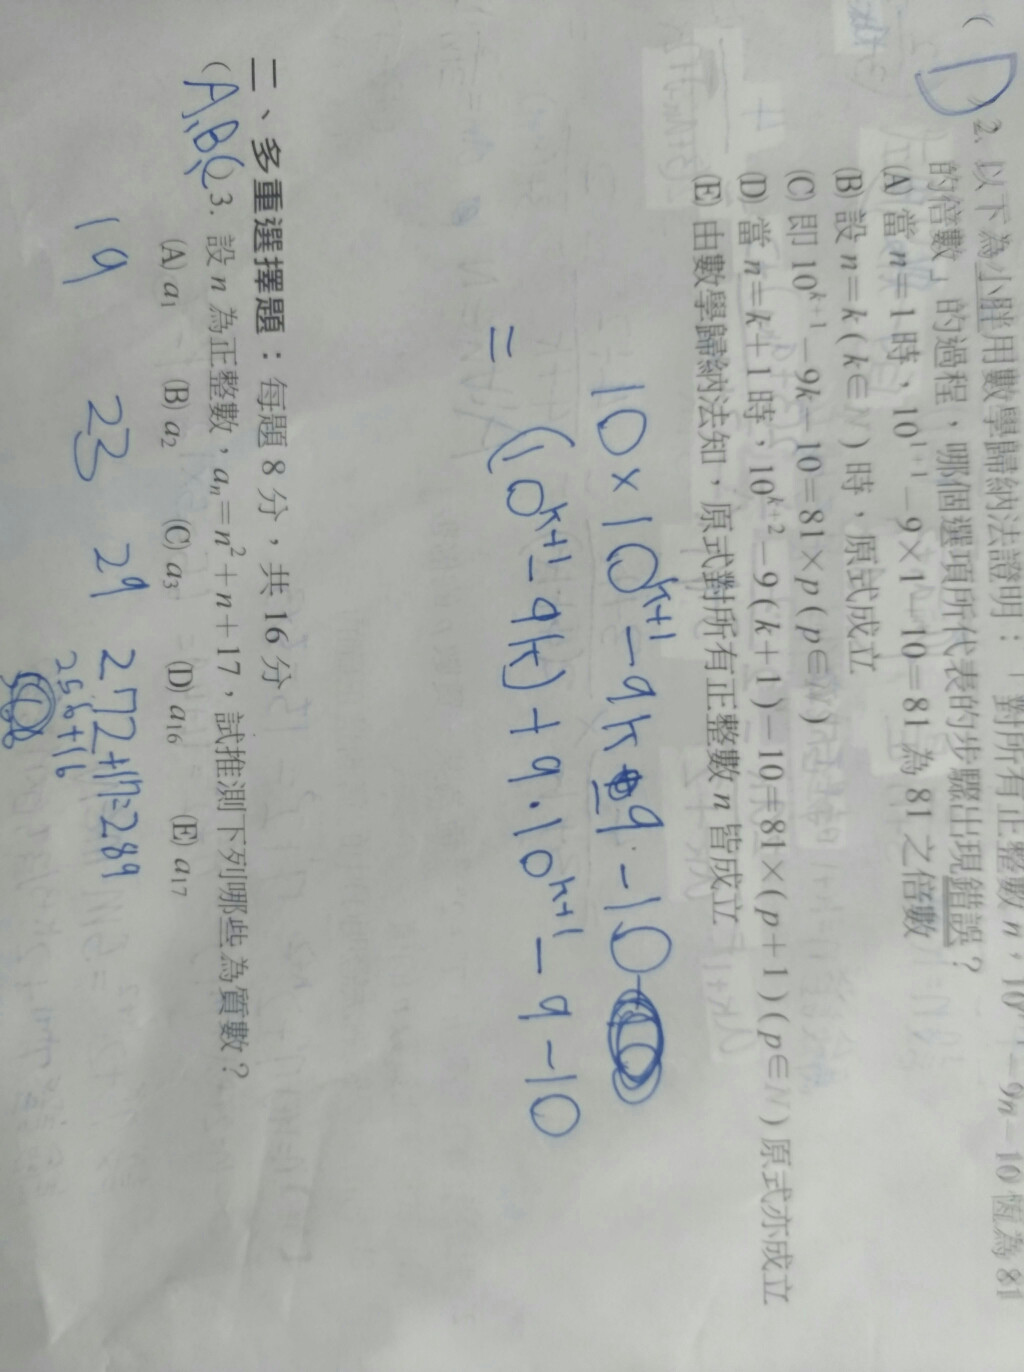 (D)2. 以下為小胖用數學歸納法證明：「對所有正整數 n，10ⁿ⁺¹－9n－10 恆為 81
的倍數」的過程，哪個選項所代表的步驟出現錯誤？
(A) 當 n＝1 時，10¹⁺¹－9×1－10＝81 為 81 之倍數
(B) 設 n＝k (k∈N) 時，原式成立
(C) 即 10ᵏ⁺¹－9k－10＝81×p (p∈N)
(D) 當 n＝k＋1 時，10ᵏ⁺²－9(k＋1)－10＝81×(p＋1) (p∈N) 原式亦成立
(E) 由數學歸納法知，原式對所有正整數 n 皆成立
10×10ᵏ⁺¹－9k－9－10
＝(10ᵏ⁺¹－9k)＋9·10ᵏ⁺¹－9－10
二、多重選擇題：每題 8 分，共 16 分
(A,B,C)3. 設 n 為正整數，aₙ＝n²＋n＋17，試推測下列哪些為質數？
(A) a₁ (B) a₂ (C) a₃ (D) a₁₆ (E) a₁₇
19 23 29 272+17=289
256+16